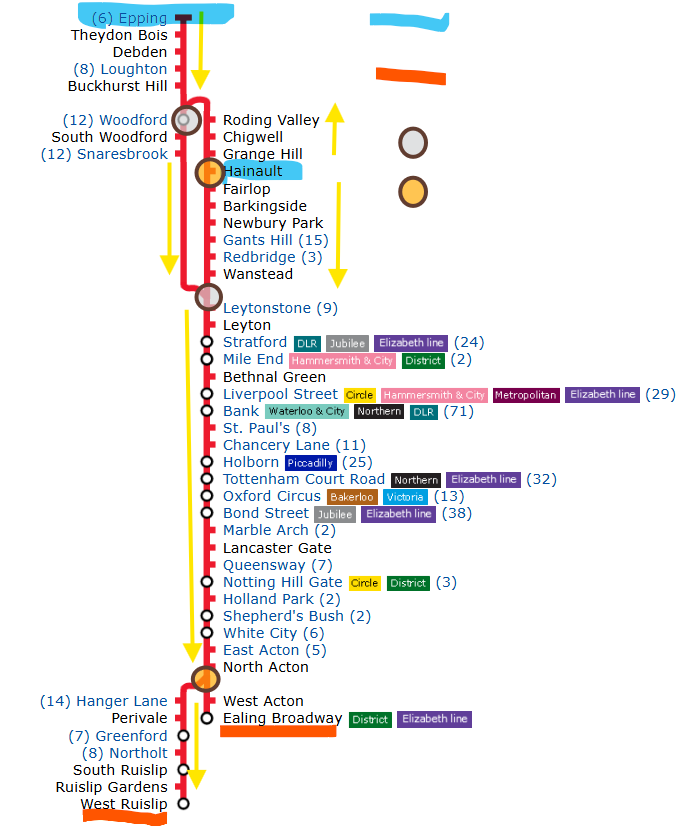 (6) Epping
Theydon Bois
Debden
(8) Loughton
Buckhurst Hill
(12) Woodford
South Woodford
(12) Snaresbrook
Roding Valley
Chigwell
Grange Hill
Hainault
Fairlop
Barkingside
Newbury Park
Gants Hill (15)
Redbridge (3)
Wanstead
Leytonstone (9)
Leyton
Stratford DLR Jubilee Elizabeth line (24)
Mile End Hammersmith & City District (2)
Bethnal Green
Liverpool Street Circle Hammersmith & City Metropolitan Elizabeth line (29)
Bank Waterloo & City Northern DLR (71)
St. Paul's (8)
Chancery Lane (11)
Holborn Piccadilly (25)
Tottenham Court Road Northern Elizabeth line (32)
Oxford Circus Bakerloo Victoria (13)
Bond Street Jubilee Elizabeth line (38)
Marble Arch (2)
Lancaster Gate
Queensway (7)
Notting Hill Gate Circle District (3)
Holland Park (2)
Shepherd's Bush (2)
White City (6)
East Acton (5)
North Acton
(14) Hanger Lane
Perivale
(7) Greenford
(8) Northolt
South Ruislip
Ruislip Gardens
West Ruislip
West Acton
Ealing Broadway District Elizabeth line